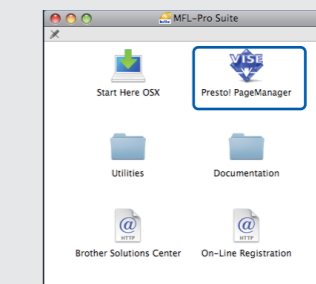 MFL-Pro Suite
Start Here OSX
VISE
Presto! PageManager
Utilities
Documentation
@
HTTP
@
HTTP
Brother Solutions Center
On-Line Registration